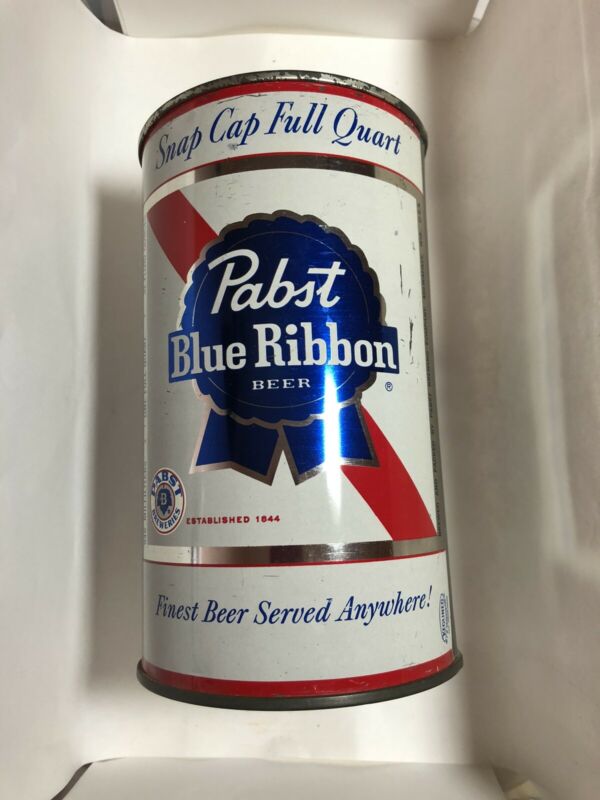 Snap Cap Full Quart
Pabst
Blue Ribbon
BEER
®
PABST
B
BREWERIES
ESTABLISHED 1844
Finest Beer Served Anywhere!